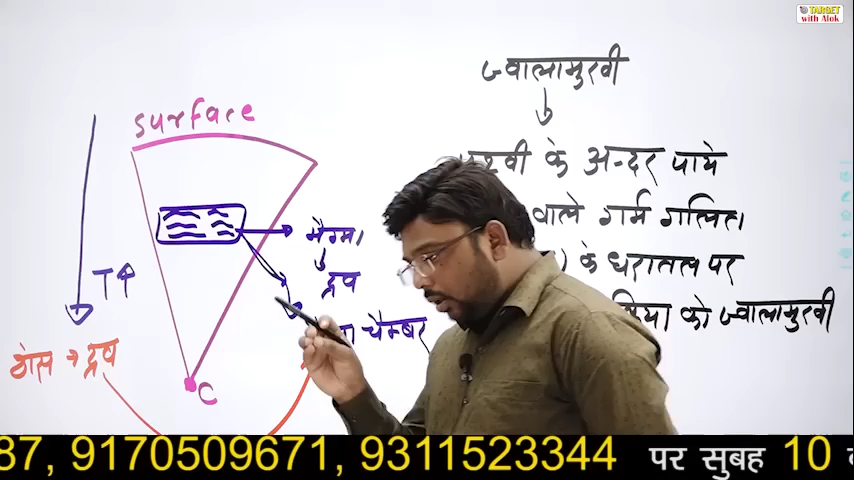 TARGET
with Alok
ज्वालामुखी
surface
के अन्दर पाये
वाले गर्म गलित
के धरातल पर
को ज्वालामुखी
मैग्मा
द्रव
चैम्बर
T↑
ठोस → द्रव
C
87, 9170509671, 9311523344 पर सुबह 10